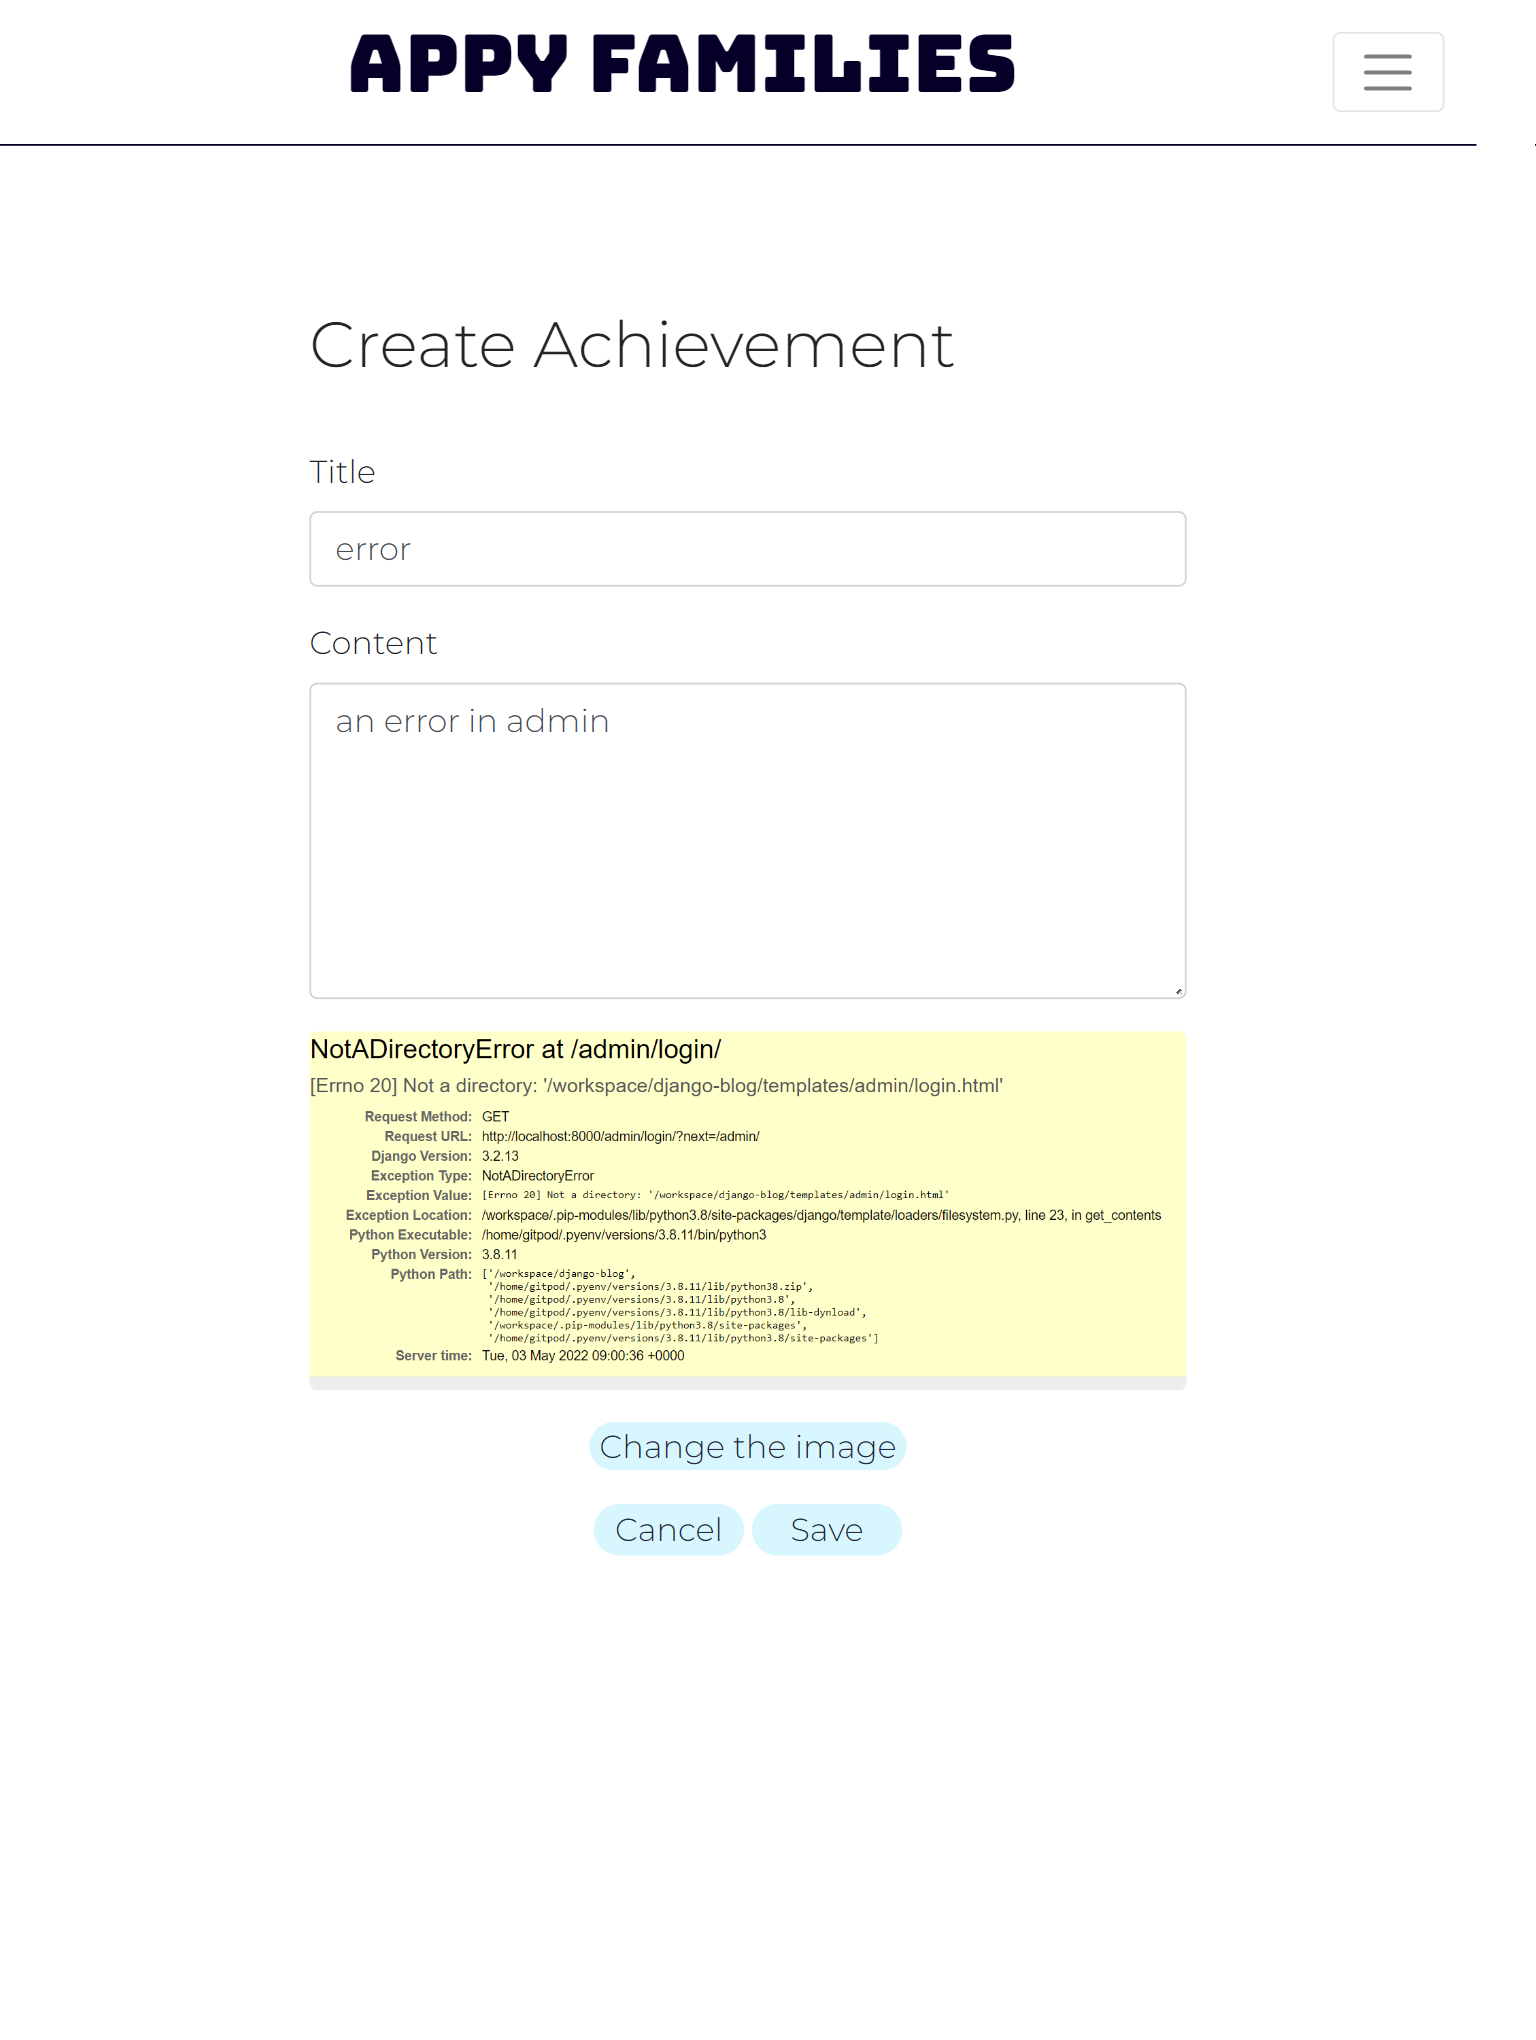 APPY FAMILIES
Create Achievement
Title
error
Content
an error in admin
NotADirectoryError at /admin/login/
[Errno 20] Not a directory: '/workspace/django-blog/templates/admin/login.html'
Request Method: GET
Request URL: http://localhost:8000/admin/login/?next=/admin/
Django Version: 3.2.13
Exception Type: NotADirectoryError
Exception Value: [Errno 20] Not a directory: '/workspace/django-blog/templates/admin/login.html'
Exception Location: /workspace/.pip-modules/lib/python3.8/site-packages/django/template/loaders/filesystem.py, line 23, in get_contents
Python Executable: /home/gitpod/.pyenv/versions/3.8.11/bin/python3
Python Version: 3.8.11
Python Path: ['/workspace/django-blog',
'/home/gitpod/.pyenv/versions/3.8.11/lib/python38.zip',
'/home/gitpod/.pyenv/versions/3.8.11/lib/python3.8',
'/home/gitpod/.pyenv/versions/3.8.11/lib/python3.8/lib-dynload',
'/workspace/.pip-modules/lib/python3.8/site-packages',
'/home/gitpod/.pyenv/versions/3.8.11/lib/python3.8/site-packages']
Server time: Tue, 03 May 2022 09:00:36 +0000
Change the image
Cancel Save